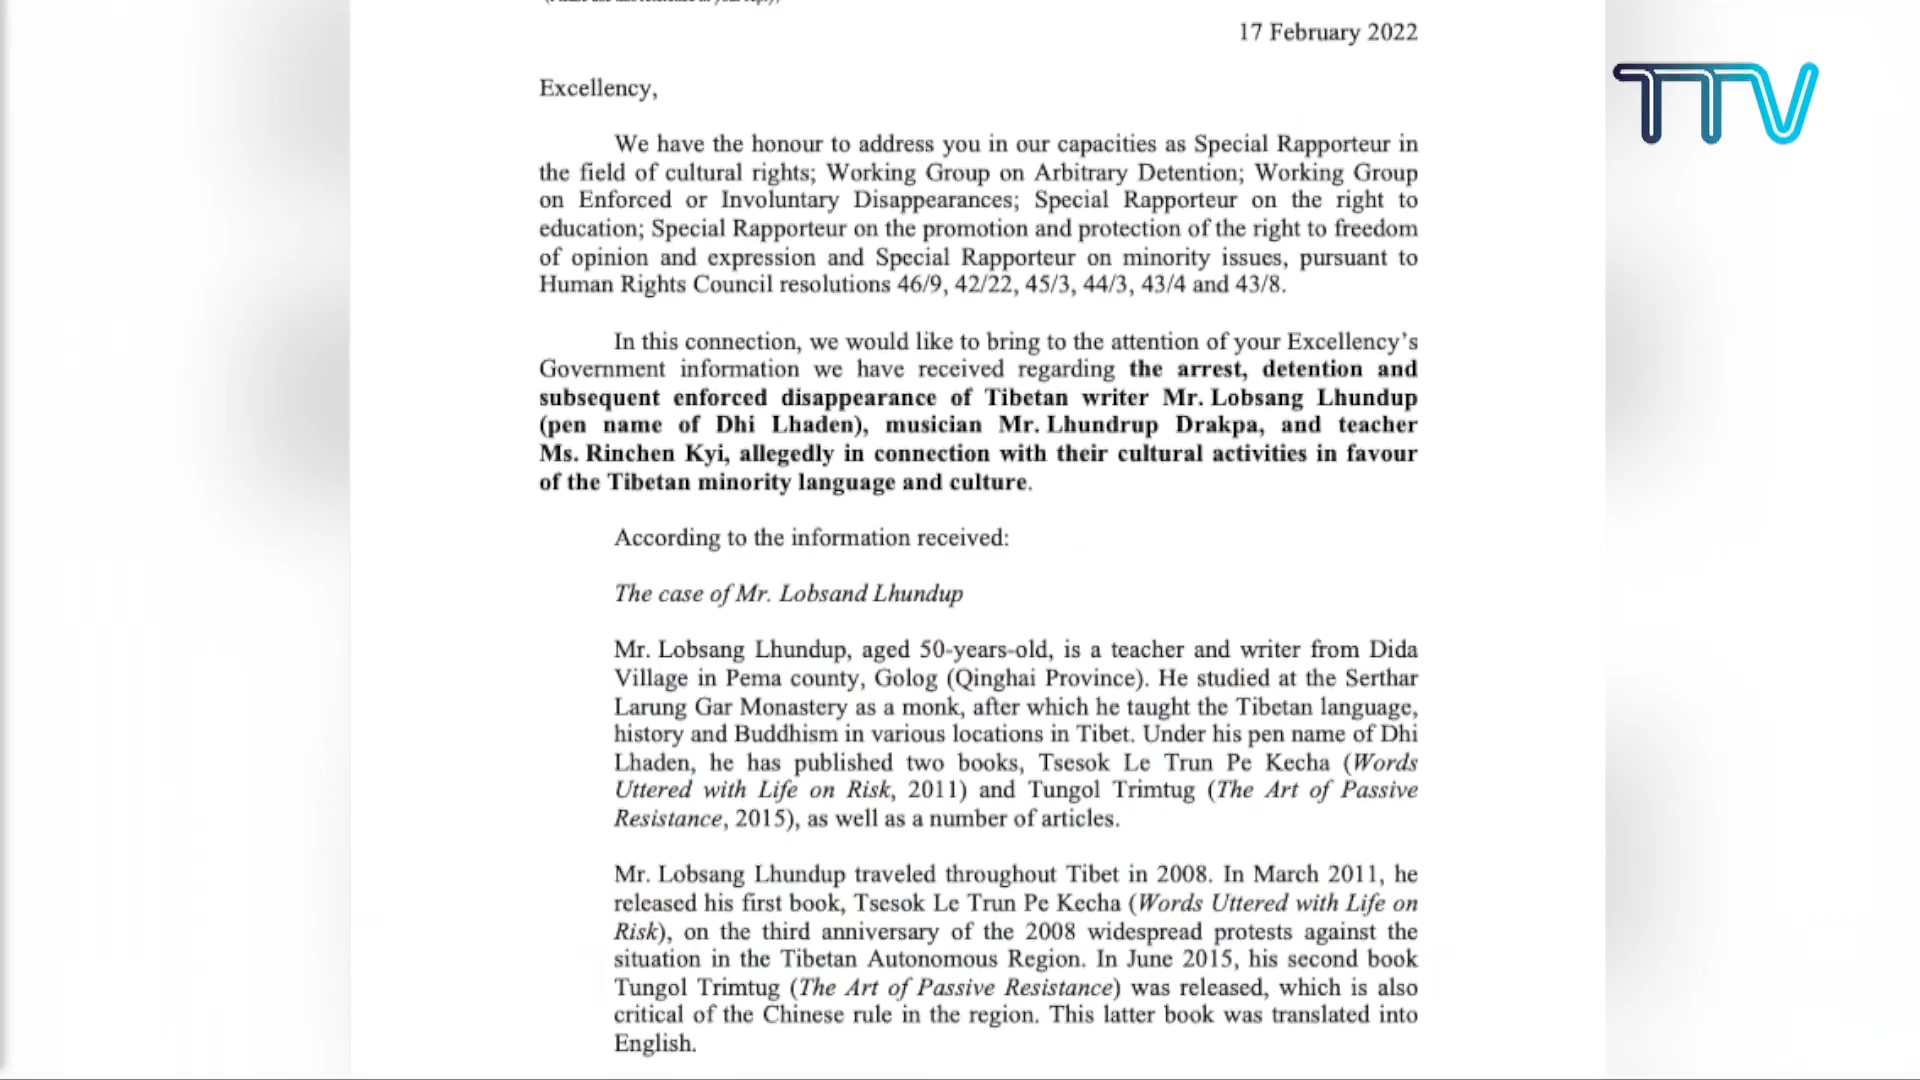 17 February 2022
TTV
Excellency,
We have the honour to address you in our capacities as Special Rapporteur in
the field of cultural rights; Working Group on Arbitrary Detention; Working Group
on Enforced or Involuntary Disappearances; Special Rapporteur on the right to
education; Special Rapporteur on the promotion and protection of the right to freedom
of opinion and expression and Special Rapporteur on minority issues, pursuant to
Human Rights Council resolutions 46/9, 42/22, 45/3, 44/3, 43/4 and 43/8.
In this connection, we would like to bring to the attention of your Excellency's
Government information we have received regarding the arrest, detention and
subsequent enforced disappearance of Tibetan writer Mr. Lobsang Lhundup
(pen name of Dhi Lhaden), musician Mr. Lhundrup Drakpa, and teacher
Ms. Rinchen Kyi, allegedly in connection with their cultural activities in favour
of the Tibetan minority language and culture.
According to the information received:
The case of Mr. Lobsand Lhundup
Mr. Lobsang Lhundup, aged 50-years-old, is a teacher and writer from Dida
Village in Pema county, Golog (Qinghai Province). He studied at the Serthar
Larung Gar Monastery as a monk, after which he taught the Tibetan language,
history and Buddhism in various locations in Tibet. Under his pen name of Dhi
Lhaden, he has published two books, Tsesok Le Trun Pe Kecha (Words
Uttered with Life on Risk, 2011) and Tungol Trimtug (The Art of Passive
Resistance, 2015), as well as a number of articles.
Mr. Lobsang Lhundup traveled throughout Tibet in 2008. In March 2011, he
released his first book, Tsesok Le Trun Pe Kecha (Words Uttered with Life on
Risk), on the third anniversary of the 2008 widespread protests against the
situation in the Tibetan Autonomous Region. In June 2015, his second book
Tungol Trimtug (The Art of Passive Resistance) was released, which is also
critical of the Chinese rule in the region. This latter book was translated into
English.